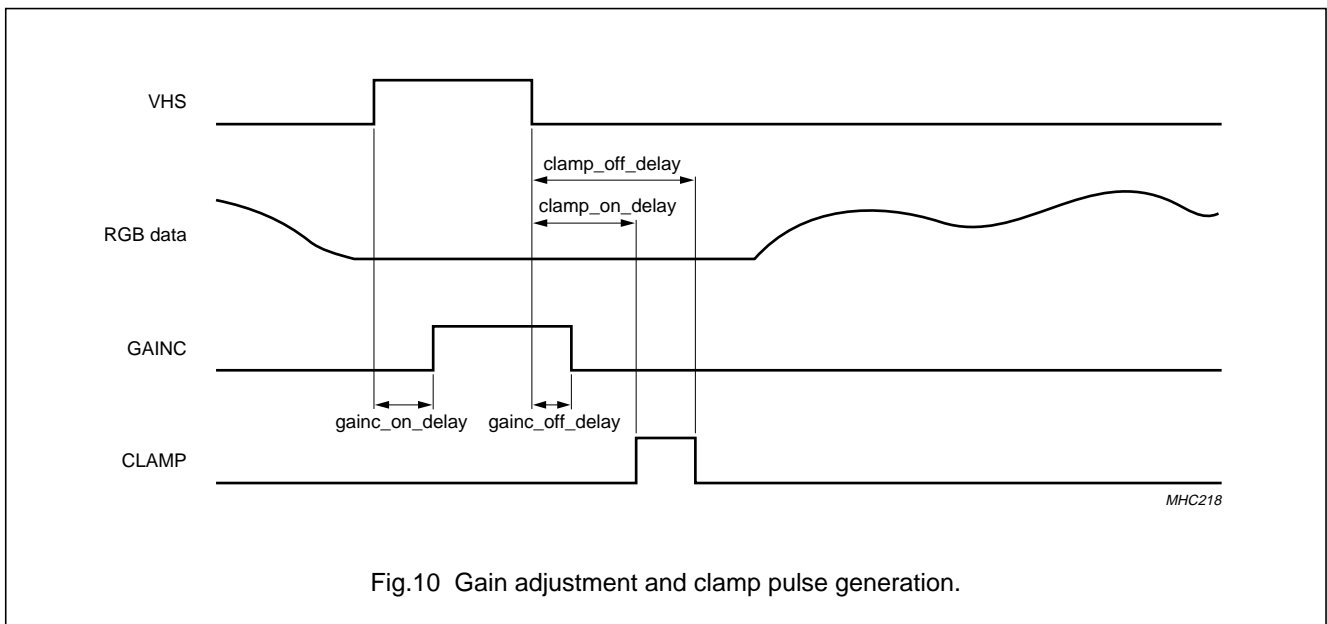 VHS
clamp_off_delay
clamp_on_delay
RGB data
GAINC
gainc_on_delay gainc_off_delay
CLAMP
MHC218
Fig.10 Gain adjustment and clamp pulse generation.